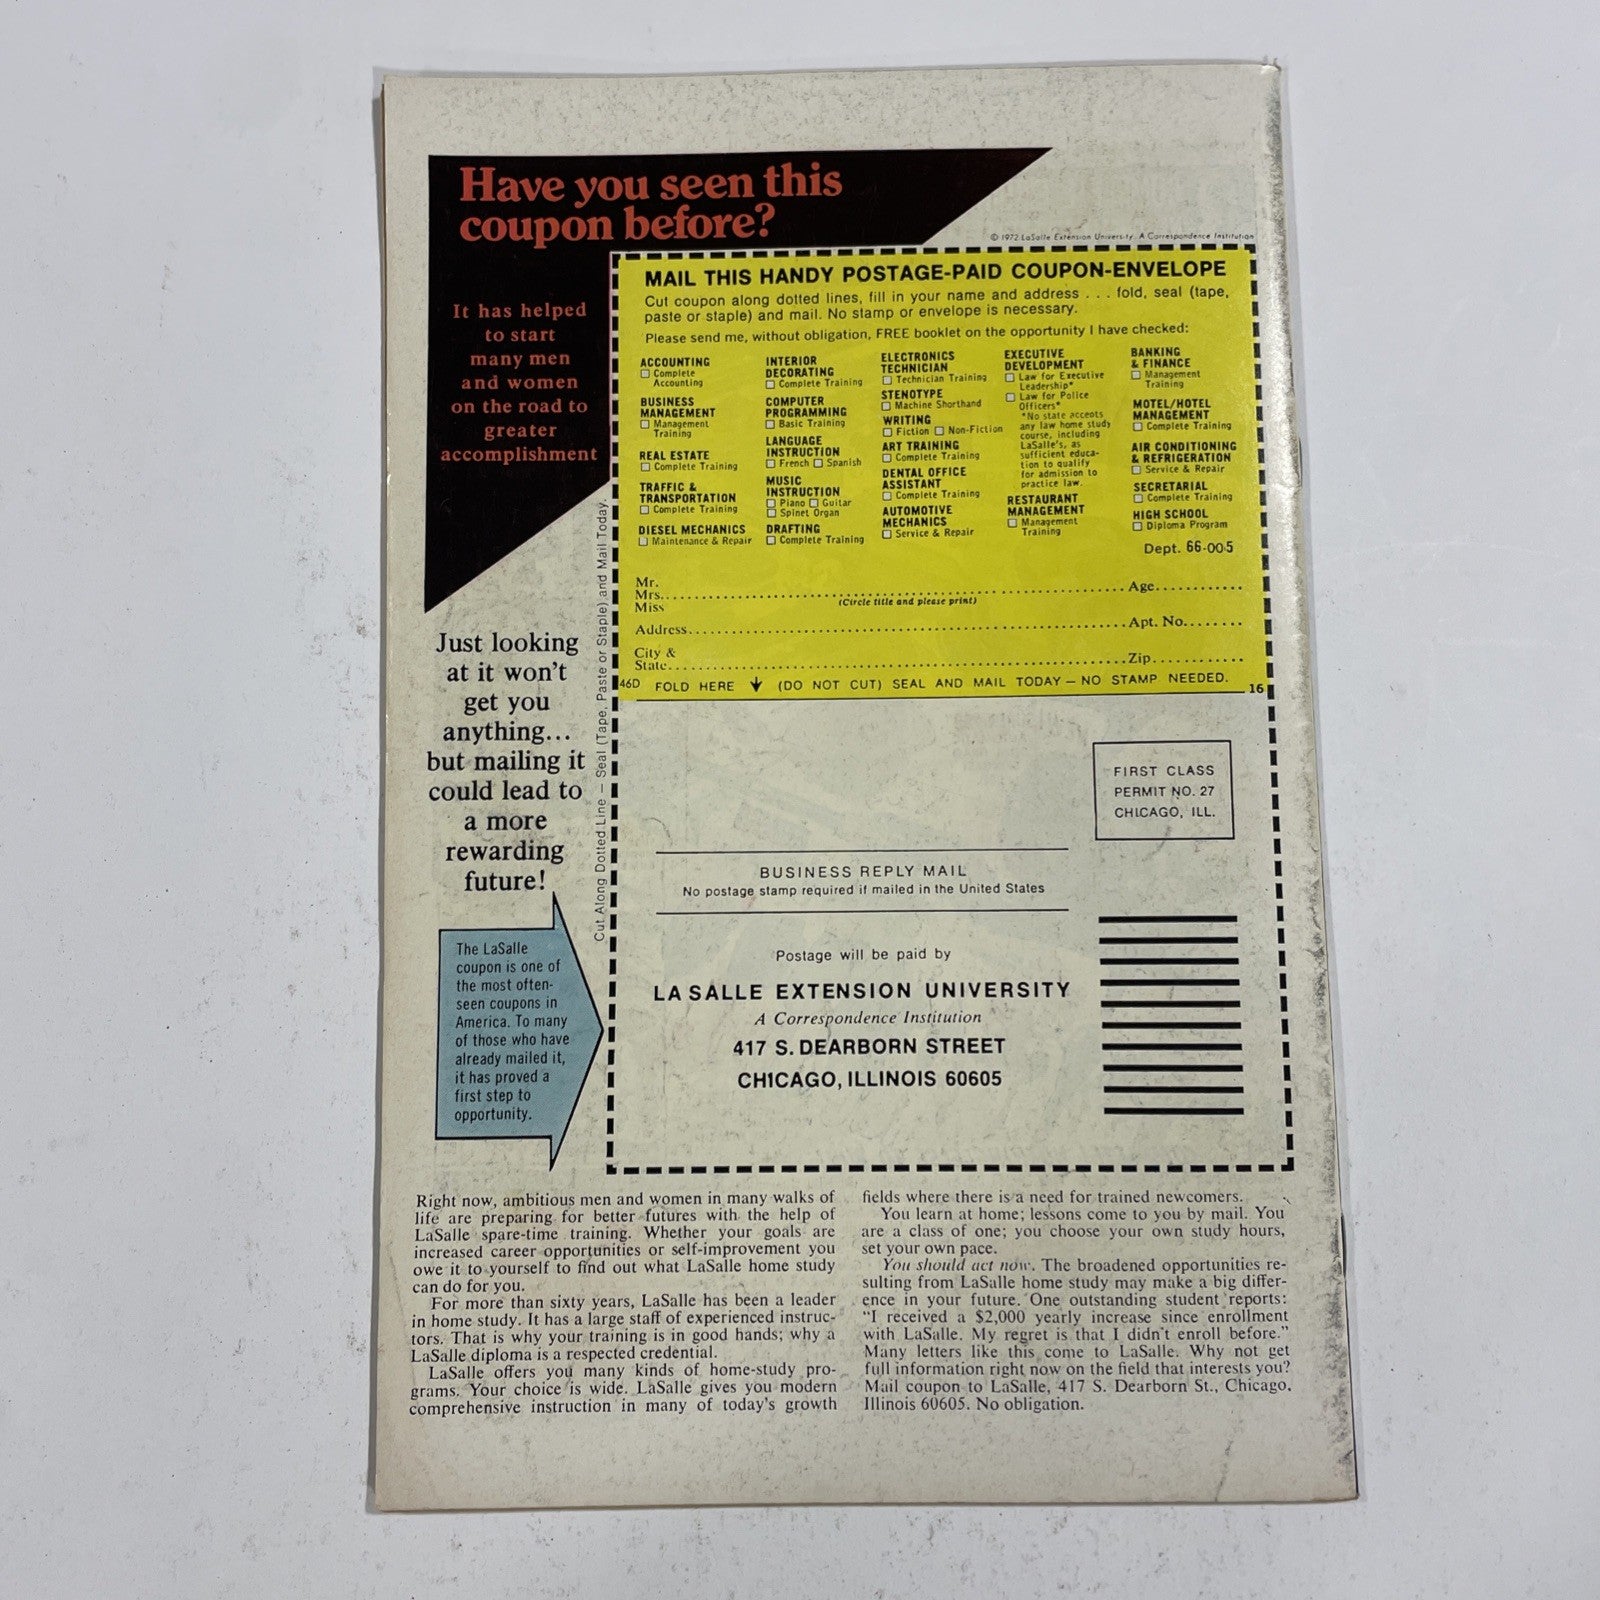 Have you seen this
coupon before?
© 1972 LaSalle Extension University. A Correspondence Institution
It has helped
to start
many men
and women
on the road to
greater
accomplishment
MAIL THIS HANDY POSTAGE-PAID COUPON-ENVELOPE
Cut coupon along dotted lines, fill in your name and address . . . fold, seal (tape,
paste or staple) and mail. No stamp or envelope is necessary.
Please send me, without obligation, FREE booklet on the opportunity I have checked:
ACCOUNTING
☐ Complete
Accounting
BUSINESS
MANAGEMENT
☐ Management
Training
REAL ESTATE
☐ Complete Training
TRAFFIC &
TRANSPORTATION
☐ Complete Training
DIESEL MECHANICS
☐ Maintenance & Repair
INTERIOR
DECORATING
☐ Complete Training
COMPUTER
PROGRAMMING
☐ Basic Training
LANGUAGE
INSTRUCTION
☐ French ☐ Spanish
MUSIC
INSTRUCTION
☐ Piano ☐ Guitar
☐ Spinet Organ
DRAFTING
☐ Complete Training
ELECTRONICS
TECHNICIAN
☐ Technician Training
STENOTYPE
☐ Machine Shorthand
WRITING
☐ Fiction ☐ Non-Fiction
ART TRAINING
☐ Complete Training
DENTAL OFFICE
ASSISTANT
☐ Complete Training
AUTOMOTIVE
MECHANICS
☐ Service & Repair
EXECUTIVE
DEVELOPMENT
☐ Law for Executive
Leadership*
☐ Law for Police
Officers*
*No state accepts
any law home study
course, including
LaSalle's, as
sufficient educa-
tion to qualify
for admission to
practice law.
RESTAURANT
MANAGEMENT
☐ Management
Training
BANKING
& FINANCE
☐ Management
Training
MOTEL/HOTEL
MANAGEMENT
☐ Complete Training
AIR CONDITIONING
& REFRIGERATION
☐ Service & Repair
SECRETARIAL
☐ Complete Training
HIGH SCHOOL
☐ Diploma Program
Dept. 66-005
Mr.
Mrs. Age
Miss (Circle title and please print)
Address Apt. No.
City &
State Zip
46D FOLD HERE ↓ (DO NOT CUT) SEAL AND MAIL TODAY – NO STAMP NEEDED. 16
Cut Along Dotted Line – Seal (Tape, Paste or Staple) and Mail Today.
Just looking
at it won't
get you
anything...
but mailing it
could lead to
a more
rewarding
future!
The LaSalle
coupon is one of
the most often-
seen coupons in
America. To many
of those who have
already mailed it,
it has proved a
first step to
opportunity.
FIRST CLASS
PERMIT NO. 27
CHICAGO, ILL.
BUSINESS REPLY MAIL
No postage stamp required if mailed in the United States
Postage will be paid by
LA SALLE EXTENSION UNIVERSITY
A Correspondence Institution
417 S. DEARBORN STREET
CHICAGO, ILLINOIS 60605
Right now, ambitious men and women in many walks of
life are preparing for better futures with the help of
LaSalle spare-time training. Whether your goals are
increased career opportunities or self-improvement you
owe it to yourself to find out what LaSalle home study
can do for you.
For more than sixty years, LaSalle has been a leader
in home study. It has a large staff of experienced instruc-
tors. That is why your training is in good hands; why a
LaSalle diploma is a respected credential.
LaSalle offers you many kinds of home-study pro-
grams. Your choice is wide. LaSalle gives you modern
comprehensive instruction in many of today's growth
fields where there is a need for trained newcomers.
You learn at home; lessons come to you by mail. You
are a class of one; you choose your own study hours,
set your own pace.
You should act now. The broadened opportunities re-
sulting from LaSalle home study may make a big differ-
ence in your future. One outstanding student reports:
"I received a $2,000 yearly increase since enrollment
with LaSalle. My regret is that I didn't enroll before."
Many letters like this come to LaSalle. Why not get
full information right now on the field that interests you?
Mail coupon to LaSalle, 417 S. Dearborn St., Chicago,
Illinois 60605. No obligation.